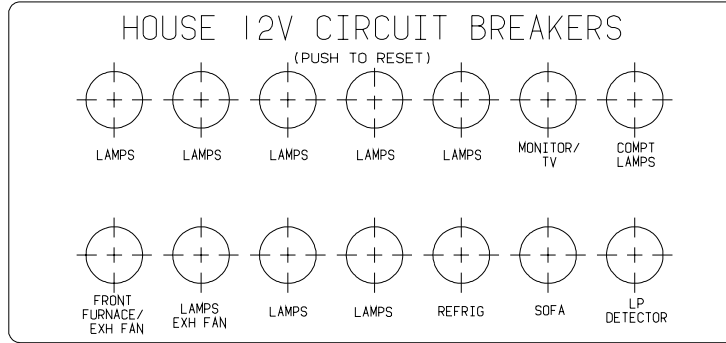 HOUSE 12V CIRCUIT BREAKERS
(PUSH TO RESET)
LAMPS LAMPS LAMPS LAMPS LAMPS MONITOR/ TV COMPT LAMPS
FRONT FURNACE/ EXH FAN LAMPS EXH FAN LAMPS LAMPS REFRIG SOFA LP DETECTOR